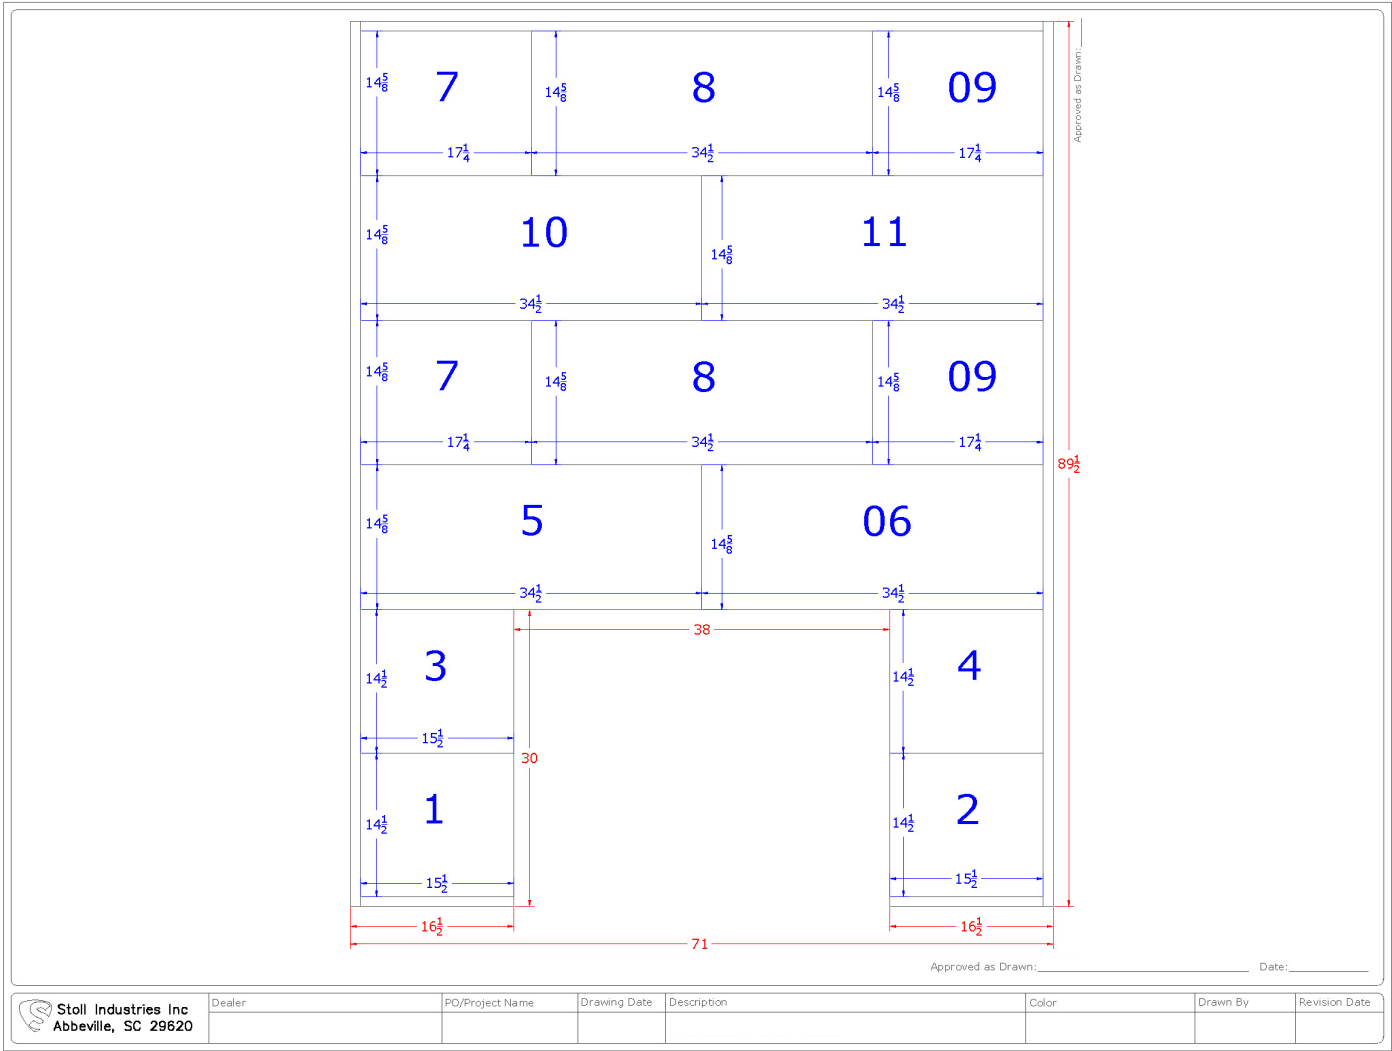 7 8 09
14 5/8 14 5/8 14 5/8
17 1/4 34 1/2 17 1/4
Approved as Drawn:
10 11
14 5/8 14 5/8
34 1/2 34 1/2
7 8 09
14 5/8 14 5/8 14 5/8
17 1/4 34 1/2 17 1/4
89 1/2
5 06
14 5/8 14 5/8
34 1/2 34 1/2
38
3 4
14 1/2 14 1/2
15 1/2
30
1 2
14 1/2 14 1/2
15 1/2 15 1/2
16 1/2 16 1/2
71
Approved as Drawn: Date:
Stoll Industries Inc
Abbeville, SC 29620
Dealer PO/Project Name Drawing Date Description Color Drawn By Revision Date